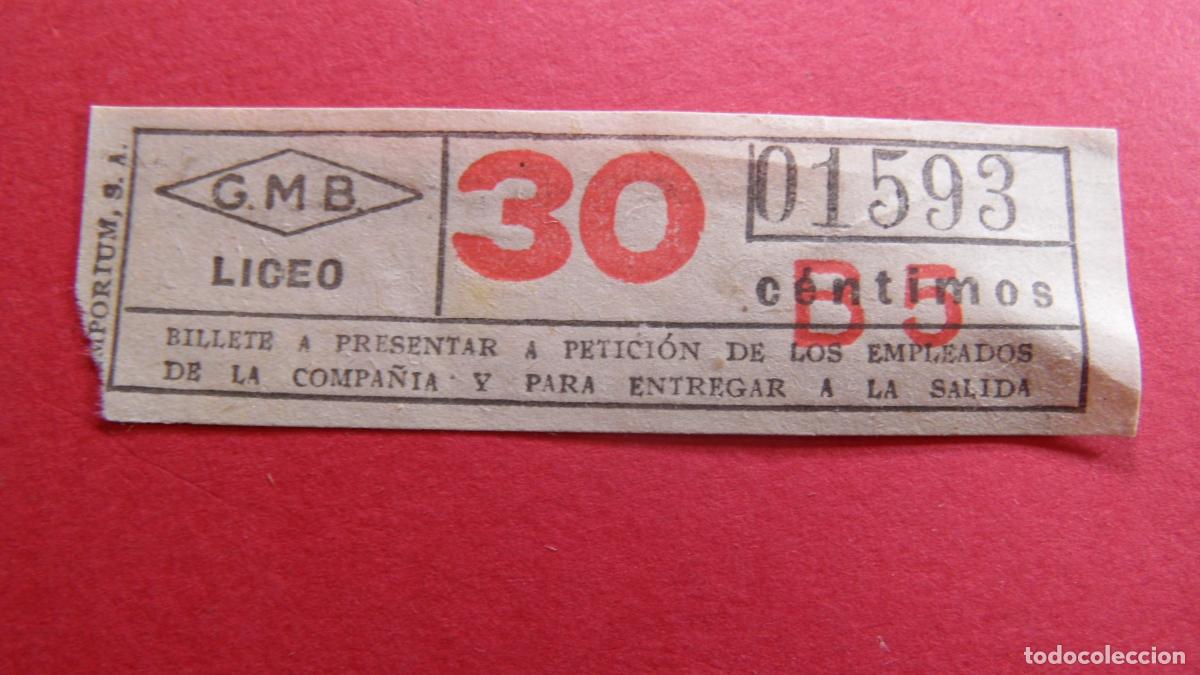 G.M.B.
LICEO
30
01593
céntimos
B 5
BILLETE A PRESENTAR A PETICIÓN DE LOS EMPLEADOS
DE LA COMPAÑIA Y PARA ENTREGAR A LA SALIDA
MPORIUM, S. A.
todocoleccion